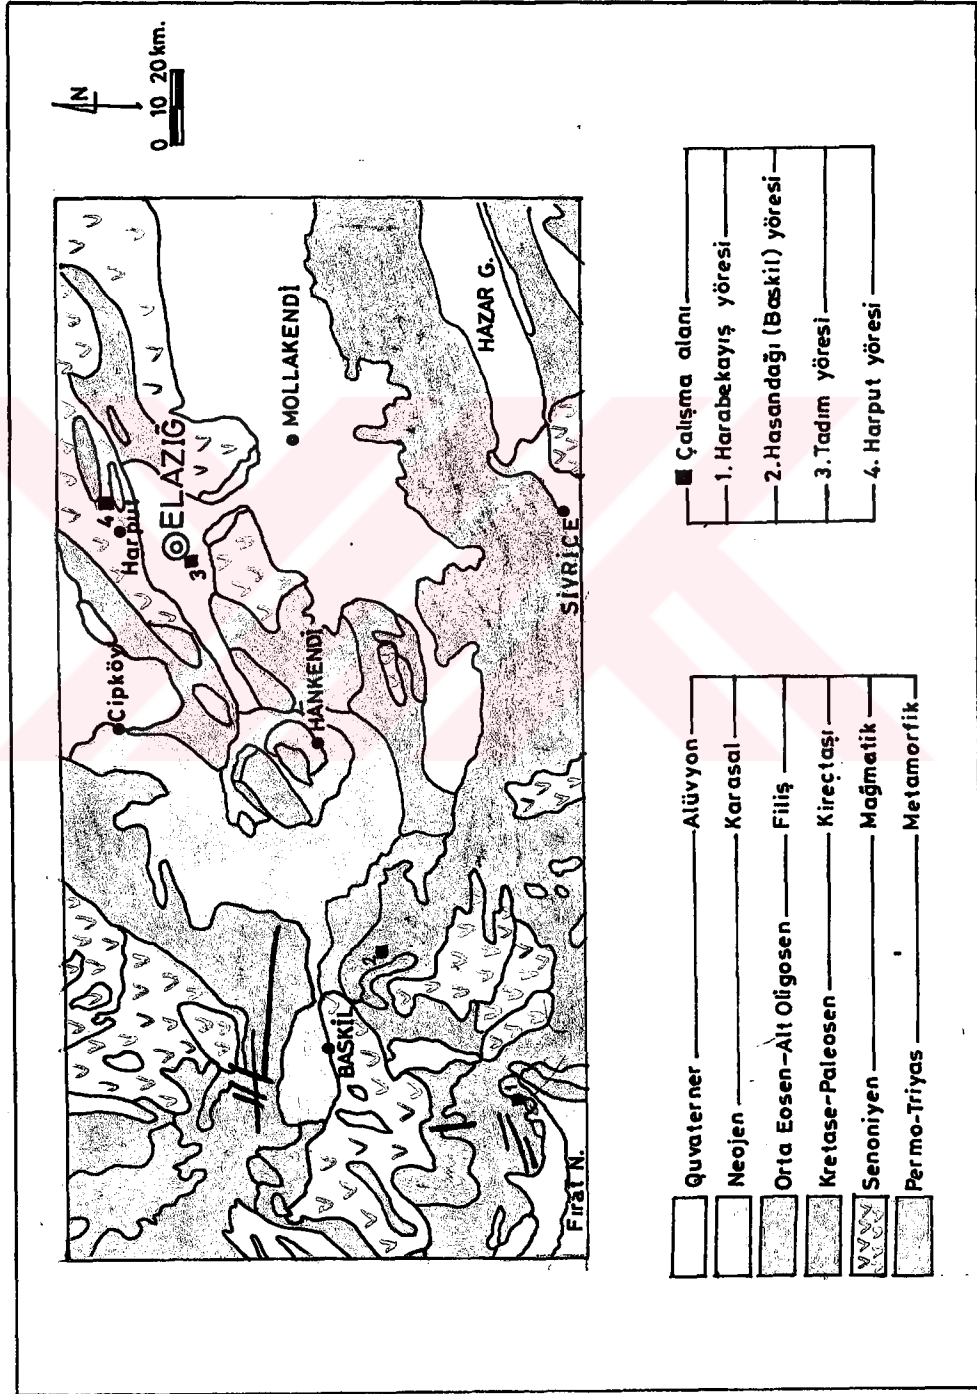 N
0 10 20km.
Cipköy
Harput
4
ELAZIĞ
3
MOLLAKENDİ
HANKENDİ
HAZAR G.
SİVRİCE
BASKİL
2
1
Fırat N.
Quvaterner Alüvyon
Neojen Karasal
Orta Eosen-Alt Oligosen Filiş
Kretase-Paleosen Kireçtaşı
Senoniyen Mağmatik
Permo-Triyas Metamorfik
Çalışma alanı
1. Harabekayış yöresi
2. Hasandağı (Baskil) yöresi
3. Tadım yöresi
4. Harput yöresi